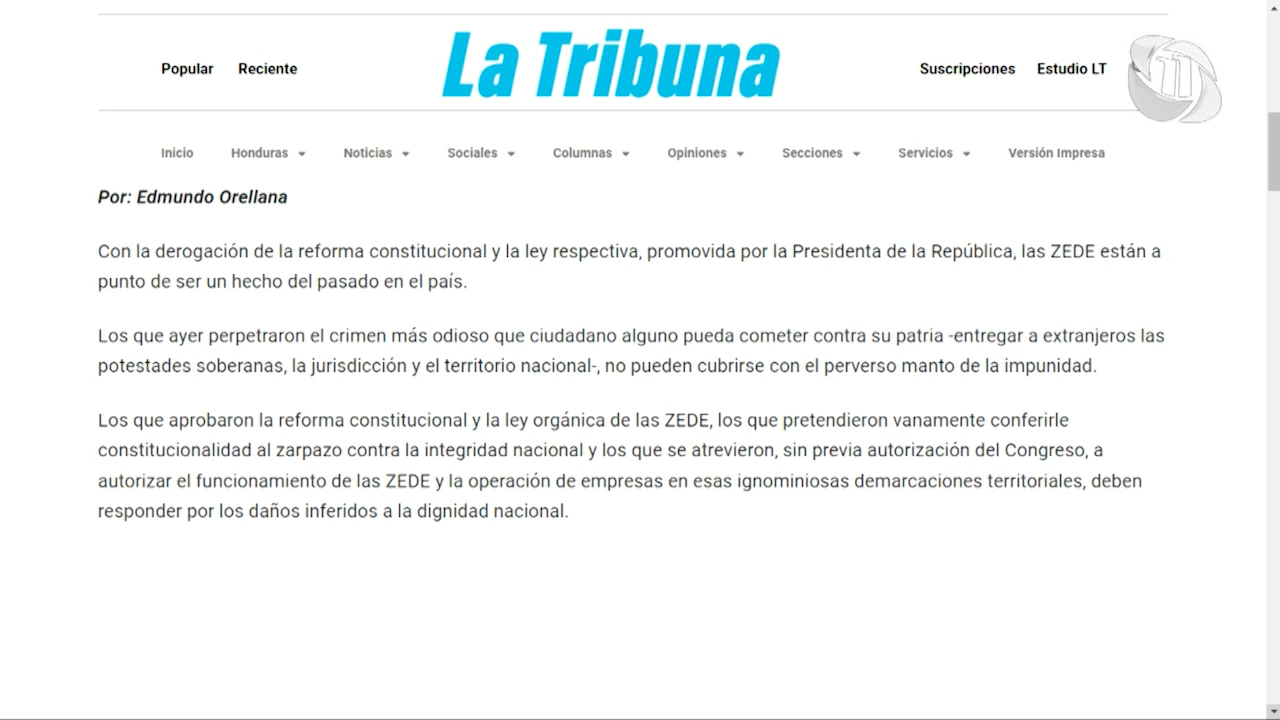 Popular Reciente La Tribuna Suscripciones Estudio LT
Inicio Honduras Noticias Sociales Columnas Opiniones Secciones Servicios Versión Impresa
Por: Edmundo Orellana
Con la derogación de la reforma constitucional y la ley respectiva, promovida por la Presidenta de la República, las ZEDE están a
punto de ser un hecho del pasado en el país.
Los que ayer perpetraron el crimen más odioso que ciudadano alguno pueda cometer contra su patria -entregar a extranjeros las
potestades soberanas, la jurisdicción y el territorio nacional-, no pueden cubrirse con el perverso manto de la impunidad.
Los que aprobaron la reforma constitucional y la ley orgánica de las ZEDE, los que pretendieron vanamente conferirle
constitucionalidad al zarpazo contra la integridad nacional y los que se atrevieron, sin previa autorización del Congreso, a
autorizar el funcionamiento de las ZEDE y la operación de empresas en esas ignominiosas demarcaciones territoriales, deben
responder por los daños inferidos a la dignidad nacional.